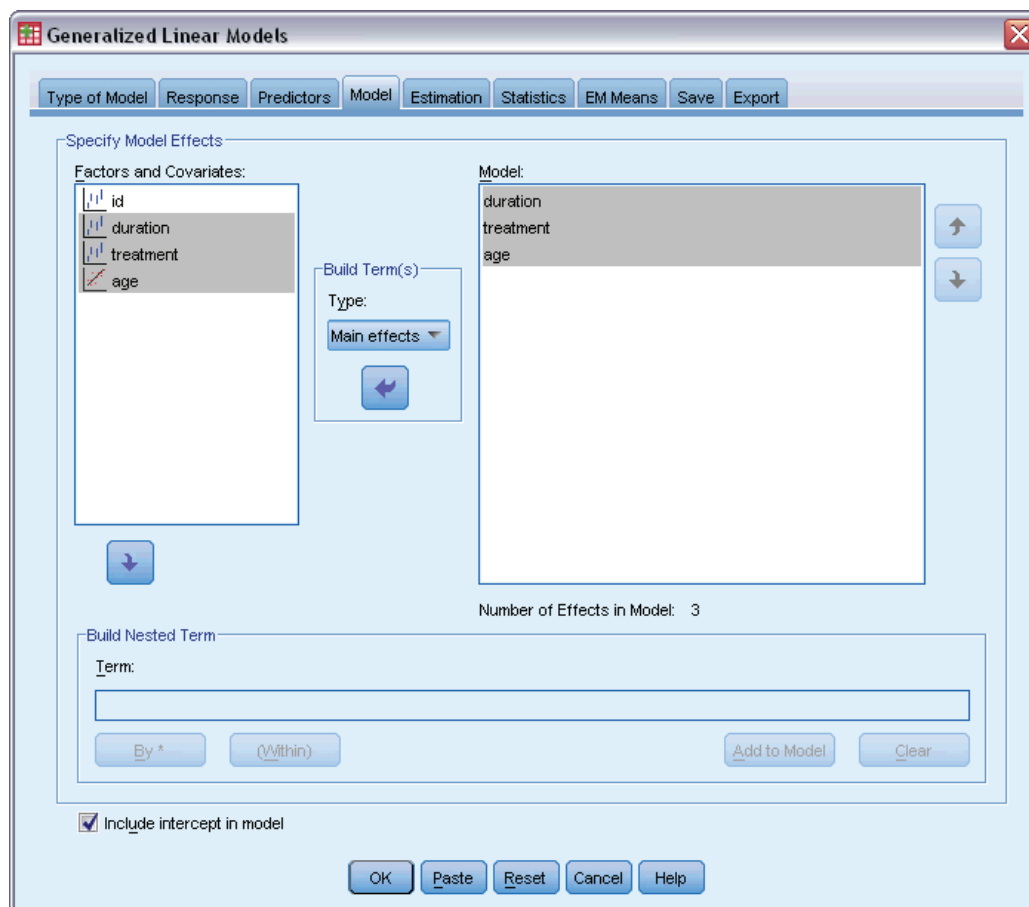 Generalized Linear Models
Type of Model Response Predictors Model Estimation Statistics EM Means Save Export
Specify Model Effects
Factors and Covariates:
id
duration
treatment
age
Build Term(s)
Type:
Main effects
Model:
duration
treatment
age
Number of Effects in Model: 3
Build Nested Term
Term:
By * (Within) Add to Model Clear
Include intercept in model
OK Paste Reset Cancel Help